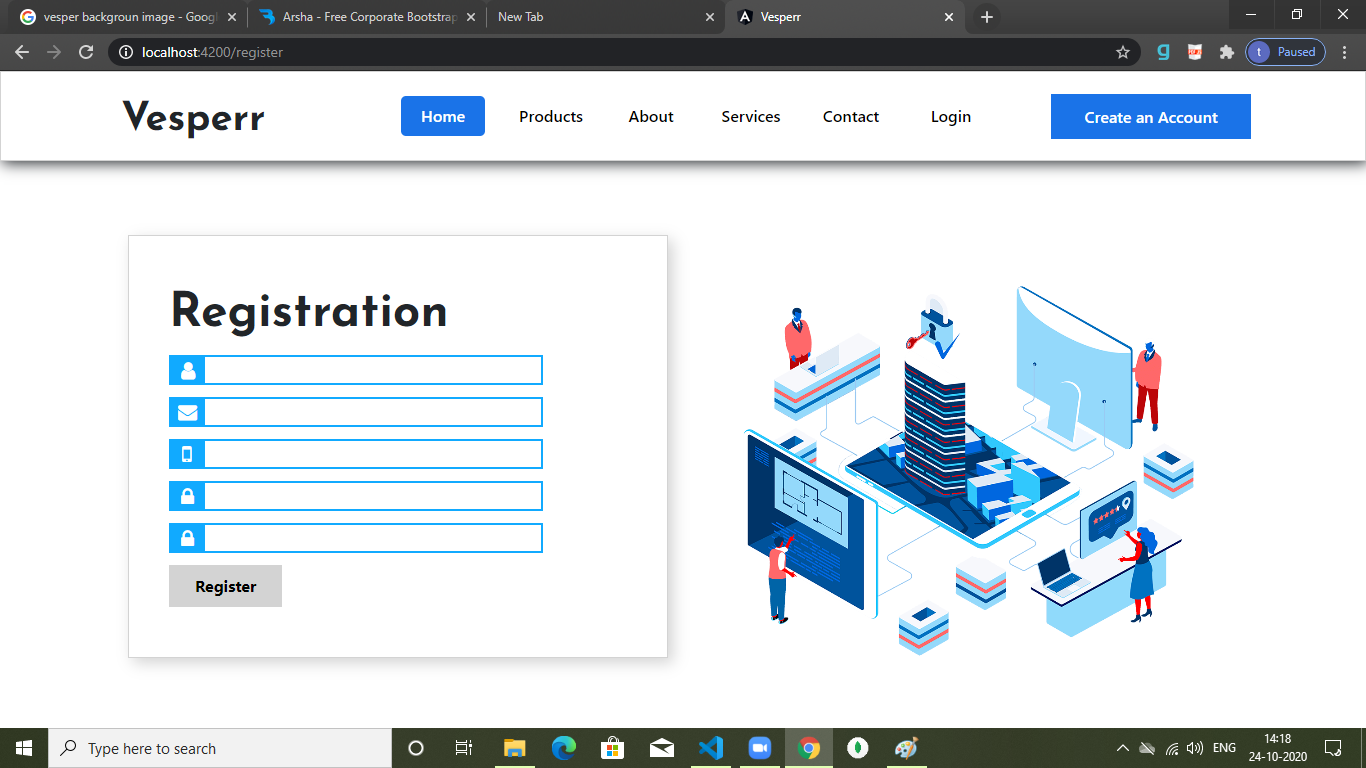 vesper backgroun image - Googl
Arsha - Free Corporate Bootstrap
New Tab
Vesperr
localhost:4200/register
g
t Paused
Vesperr
Home Products About Services Contact Login Create an Account
Registration
Register
Type here to search
ENG
14:18
24-10-2020